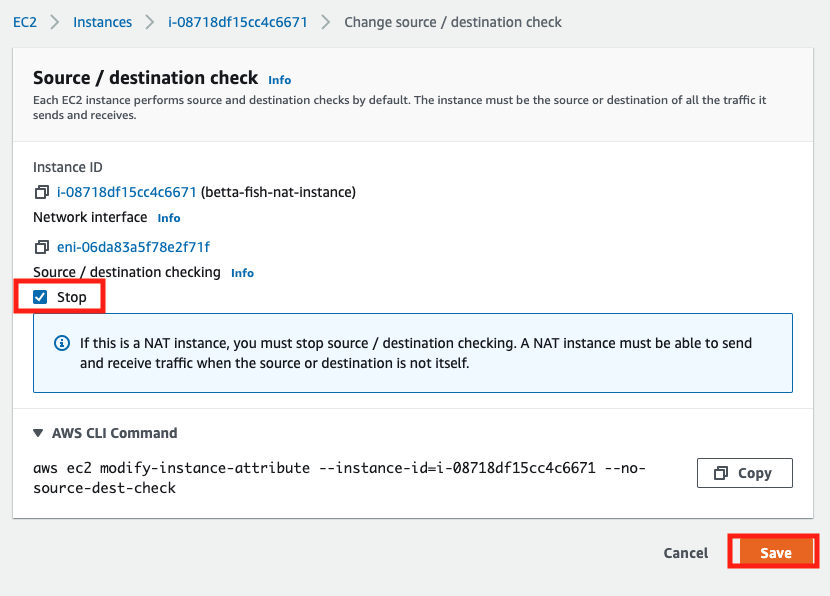 EC2 > Instances > i-08718df15cc4c6671 > Change source / destination check
Source / destination check Info
Each EC2 instance performs source and destination checks by default. The instance must be the source or destination of all the traffic it
sends and receives.
Instance ID
i-08718df15cc4c6671 (betta-fish-nat-instance)
Network interface Info
eni-06da83a5f78e2f71f
Source / destination checking Info
Stop
If this is a NAT instance, you must stop source / destination checking. A NAT instance must be able to send
and receive traffic when the source or destination is not itself.
AWS CLI Command
aws ec2 modify-instance-attribute --instance-id=i-08718df15cc4c6671 --no-
source-dest-check
Copy
Cancel
Save